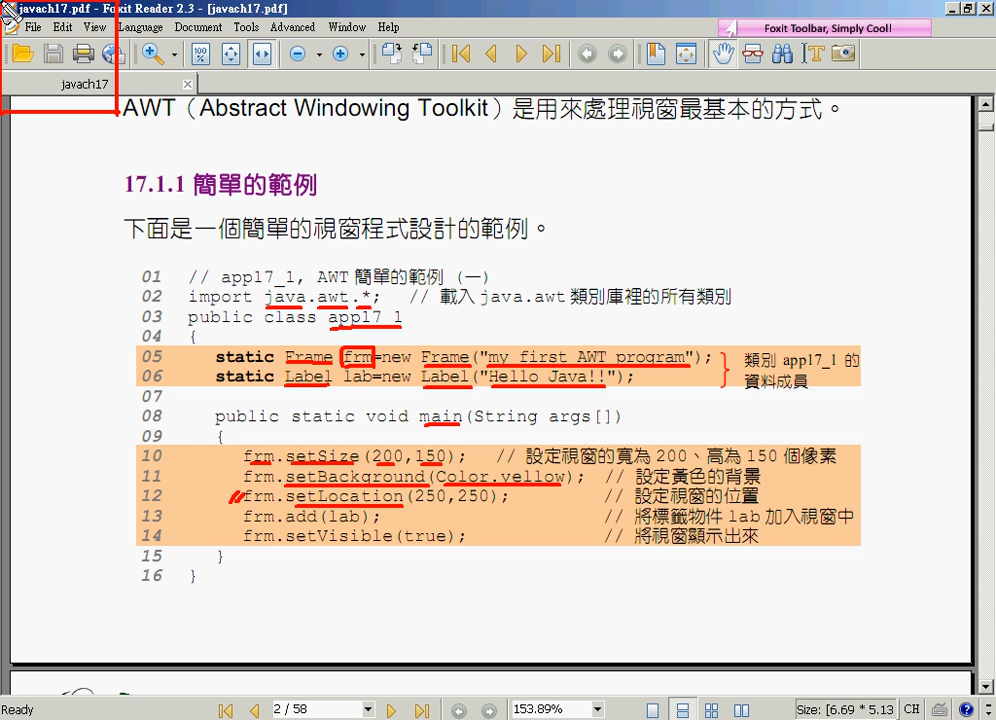 javach17.pdf - Foxit Reader 2.3 - [javach17.pdf]
File Edit View Language Document Tools Advanced Window Help
Foxit Toolbar, Simply Cool!
javach17
AWT（Abstract Windowing Toolkit）是用來處理視窗最基本的方式。
17.1.1 簡單的範例
下面是一個簡單的視窗程式設計的範例。
01 // app17_1, AWT 簡單的範例 (一)
02 import java.awt.*; // 載入 java.awt 類別庫裡的所有類別
03 public class app17_1
04 {
05 static Frame frm=new Frame("my first AWT program");
06 static Label lab=new Label("Hello Java!!");
類別 app17_1 的
資料成員
07
08 public static void main(String args[])
09 {
10 frm.setSize(200,150); // 設定視窗的寬為 200、高為 150 個像素
11 frm.setBackground(Color.yellow); // 設定黃色的背景
12 frm.setLocation(250,250); // 設定視窗的位置
13 frm.add(lab); // 將標籤物件 lab 加入視窗中
14 frm.setVisible(true); // 將視窗顯示出來
15 }
16 }
Ready 2 / 58 153.89% Size: [6.69 * 5.13 CH